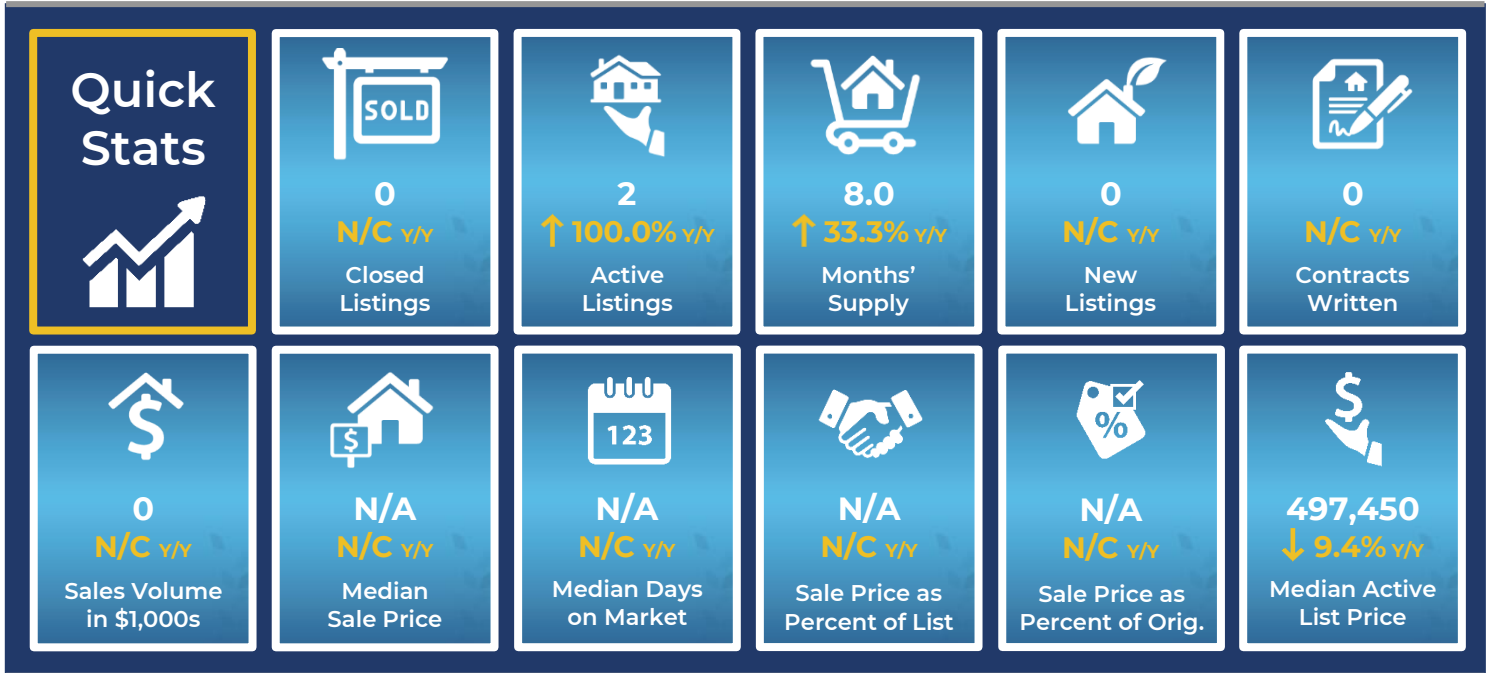 Quick
Stats
SOLD
0
N/C Y/Y
Closed
Listings
2
↑ 100.0% Y/Y
Active
Listings
8.0
↑ 33.3% Y/Y
Months’
Supply
0
N/C Y/Y
New
Listings
0
N/C Y/Y
Contracts
Written
$
0
N/C Y/Y
Sales Volume
in $1,000s
$
N/A
N/C Y/Y
Median
Sale Price
123
N/A
N/C Y/Y
Median Days
on Market
N/A
N/C Y/Y
Sale Price as
Percent of List
%
N/A
N/C Y/Y
Sale Price as
Percent of Orig.
$
497,450
↓ 9.4% Y/Y
Median Active
List Price